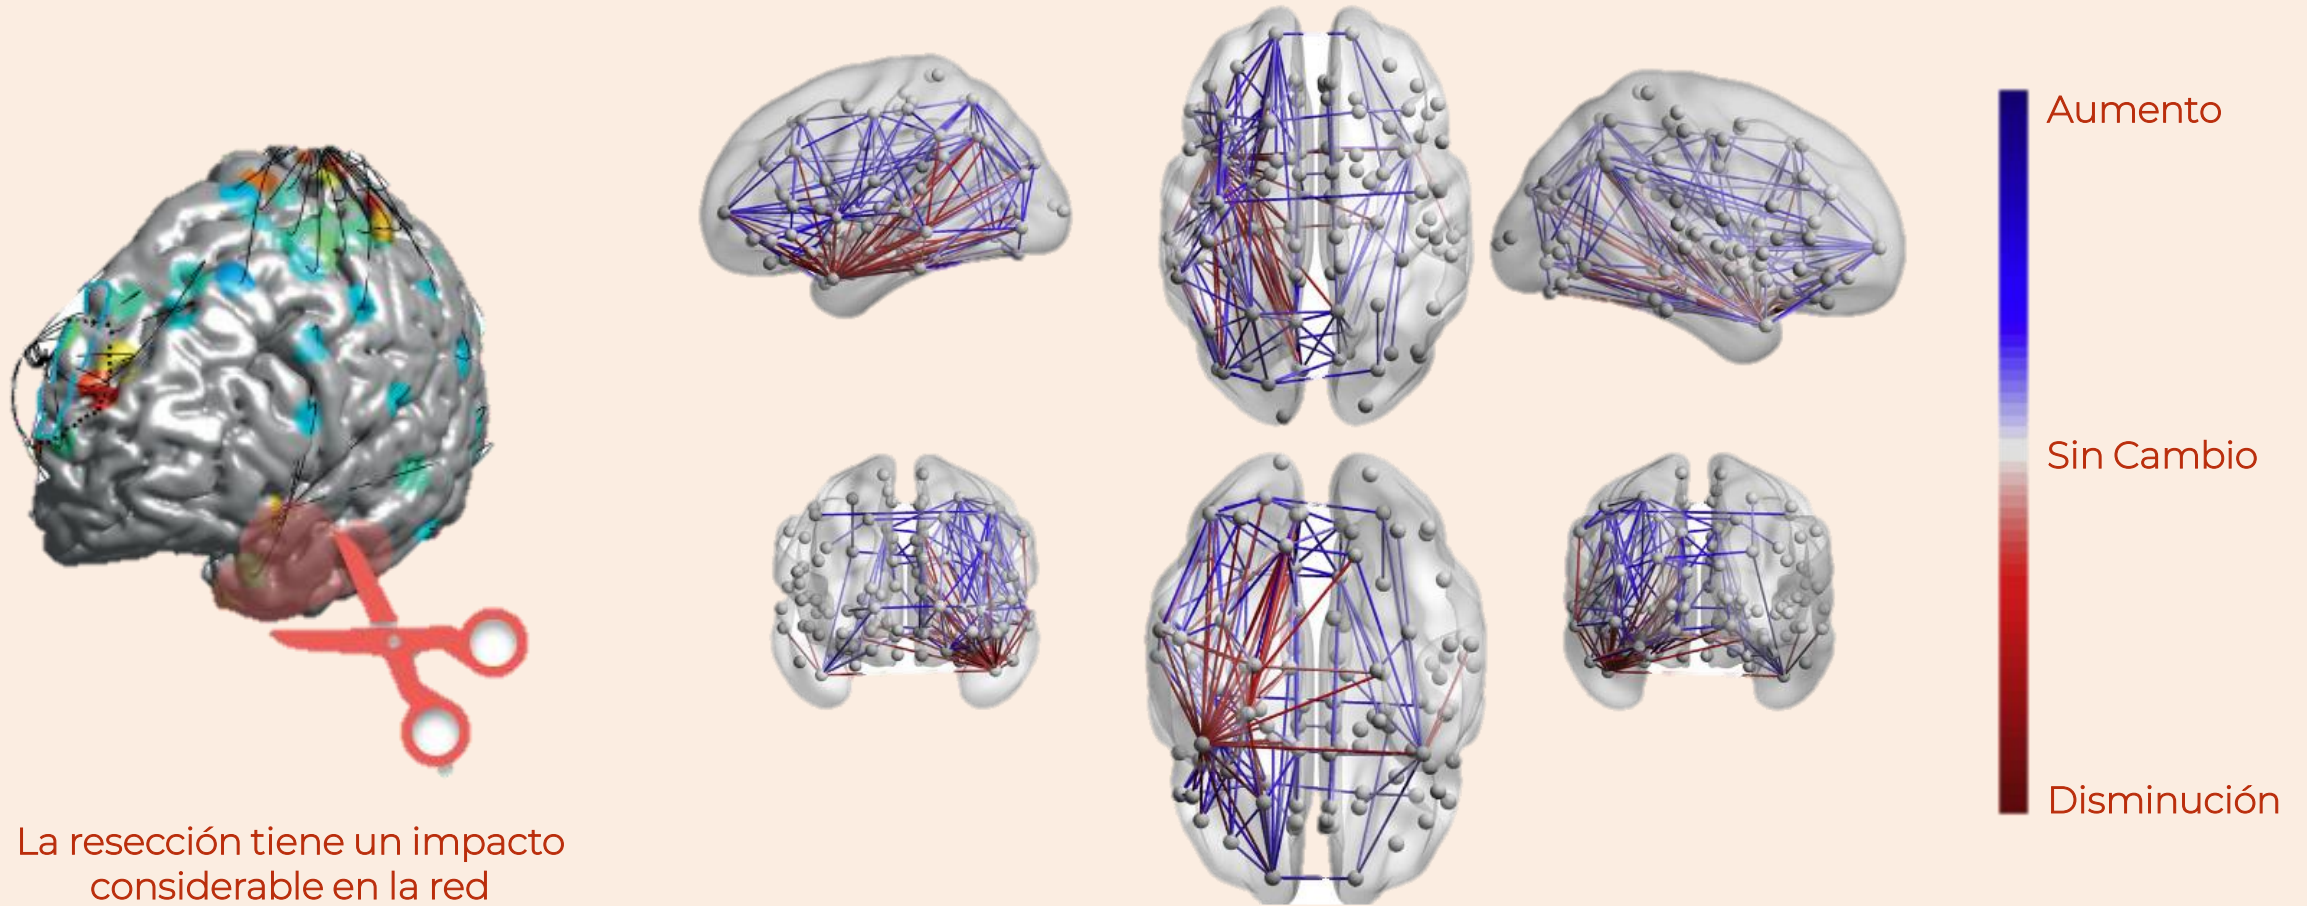 Aumento
Sin Cambio
Disminución
La resección tiene un impacto
considerable en la red